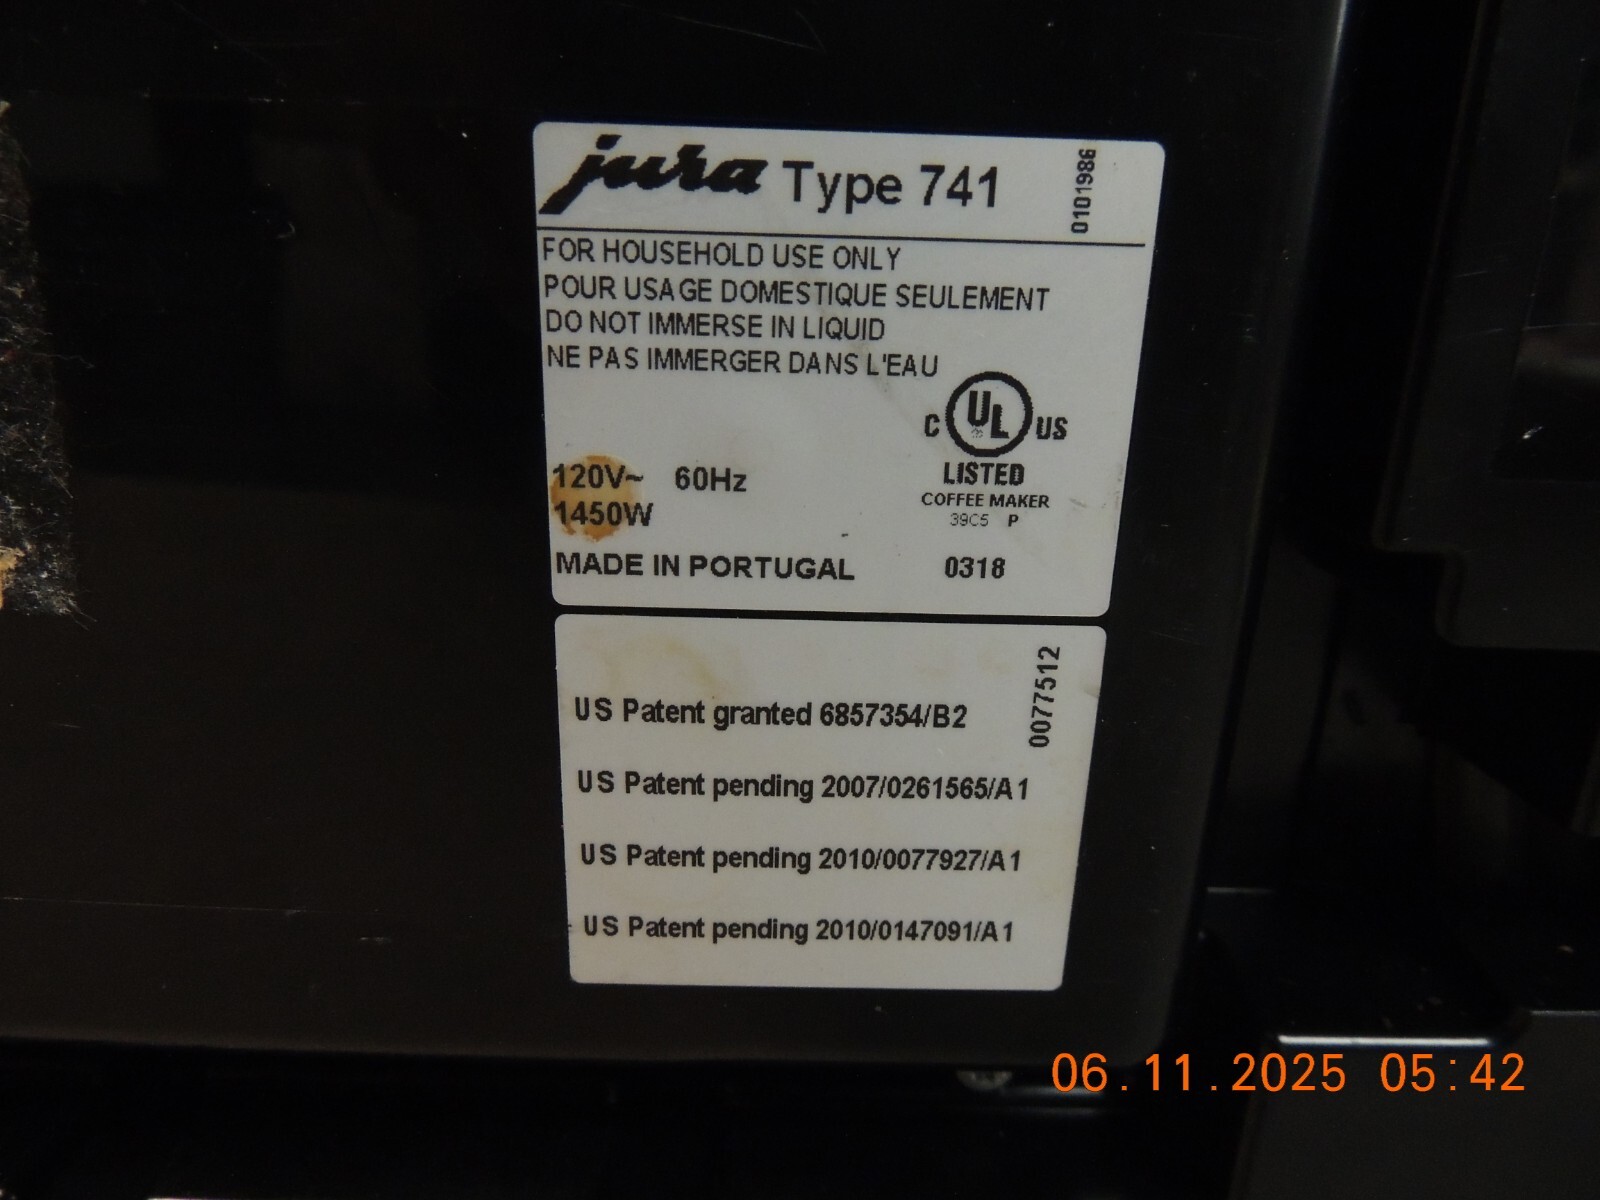 jura Type 741
0101986
FOR HOUSEHOLD USE ONLY
POUR USAGE DOMESTIQUE SEULEMENT
DO NOT IMMERSE IN LIQUID
NE PAS IMMERGER DANS L'EAU
C UL US
LISTED
COFFEE MAKER
39C5 P
120V~ 60Hz
1450W
MADE IN PORTUGAL 0318
0077512
US Patent granted 6857354/B2
US Patent pending 2007/0261565/A1
US Patent pending 2010/0077927/A1
US Patent pending 2010/0147091/A1
06.11.2025 05:42